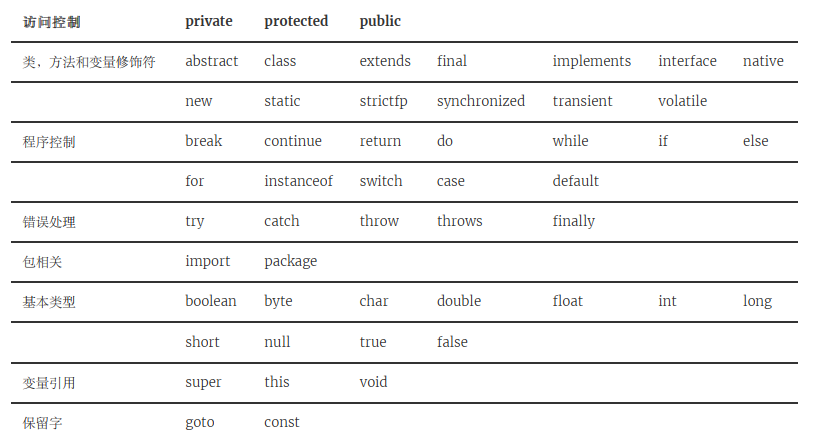 访问控制 private protected public
类，方法和变量修饰符 abstract class extends final implements interface native
new static strictfp synchronized transient volatile
程序控制 break continue return do while if else
for instanceof switch case default
错误处理 try catch throw throws finally
包相关 import package
基本类型 boolean byte char double float int long
short null true false
变量引用 super this void
保留字 goto const